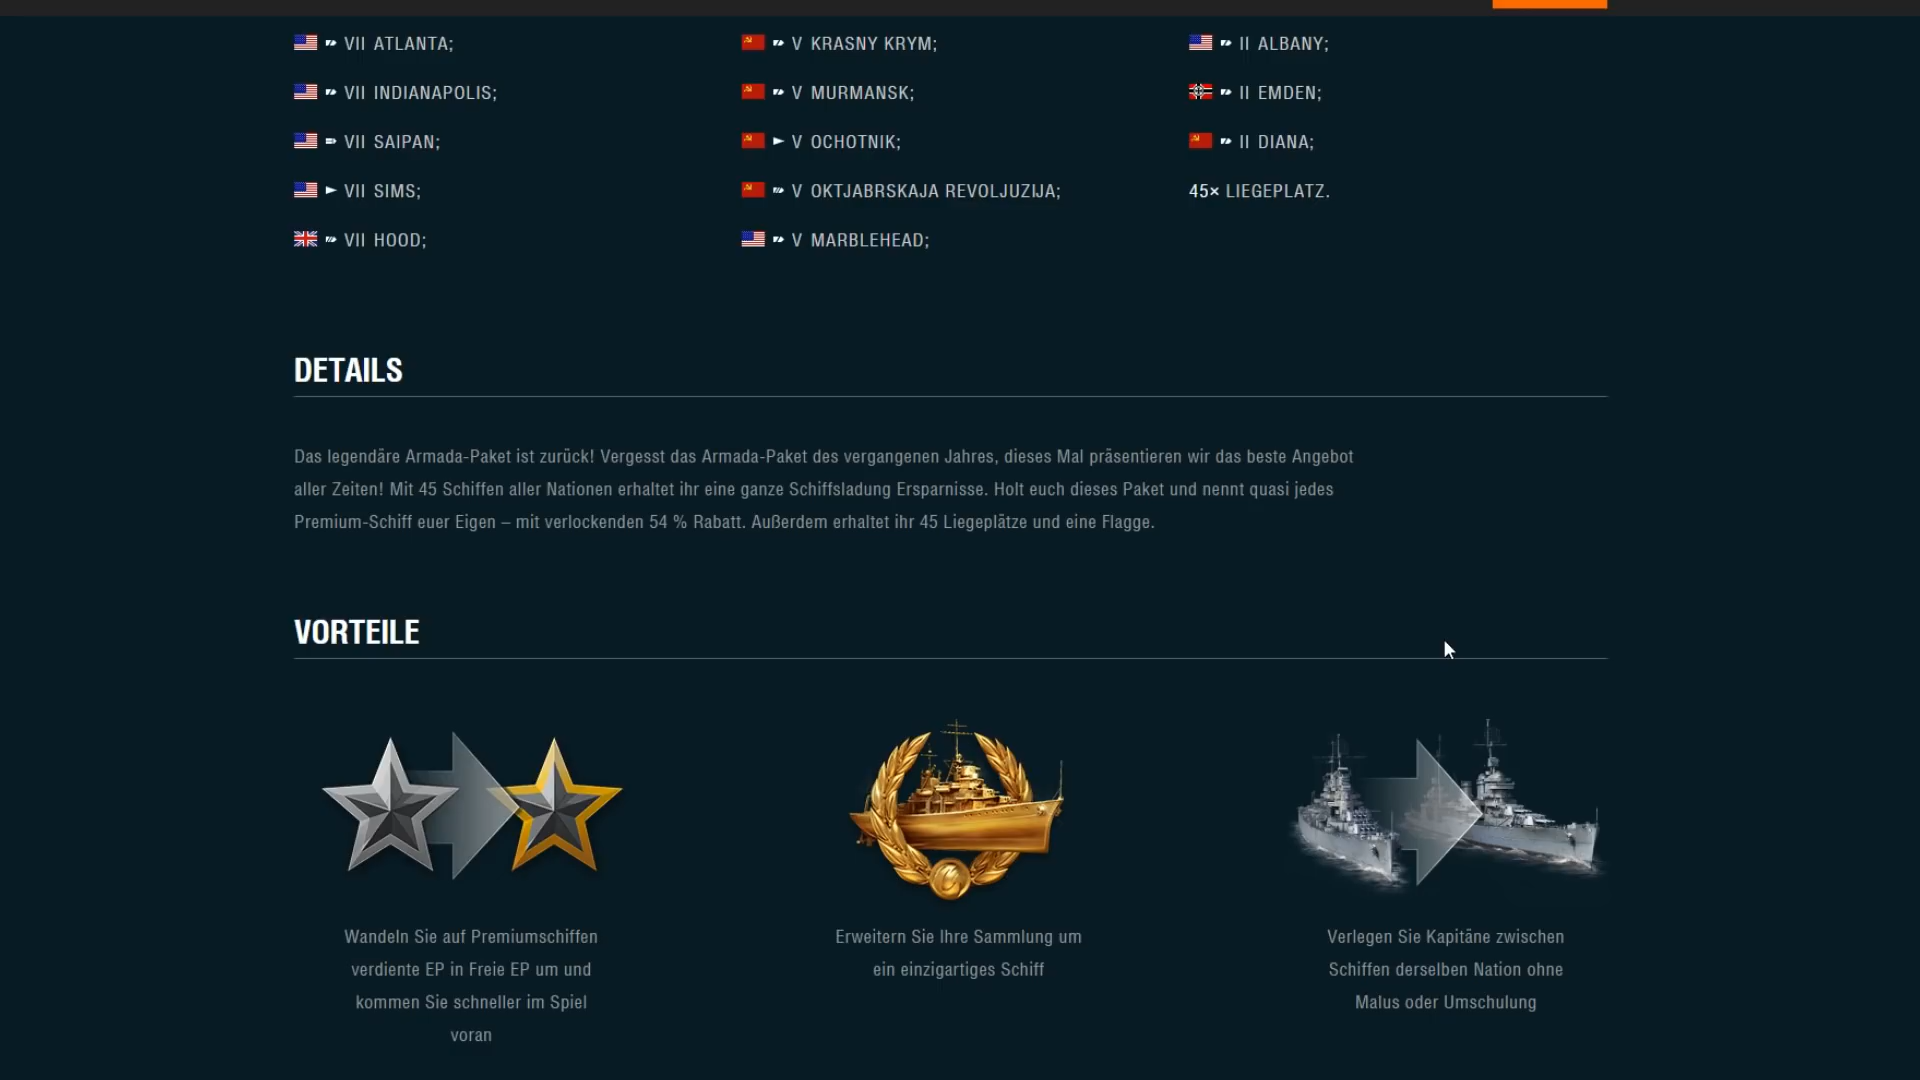 VII ATLANTA;
VII INDIANAPOLIS;
VII SAIPAN;
VII SIMS;
VII HOOD;
V KRASNY KRYM;
V MURMANSK;
V OCHOTNIK;
V OKTJABRSKAJA REVOLJUZIJA;
V MARBLEHEAD;
II ALBANY;
II EMDEN;
II DIANA;
45× LIEGEPLATZ.
DETAILS
Das legendäre Armada-Paket ist zurück! Vergesst das Armada-Paket des vergangenen Jahres, dieses Mal präsentieren wir das beste Angebot
aller Zeiten! Mit 45 Schiffen aller Nationen erhaltet ihr eine ganze Schiffsladung Ersparnisse. Holt euch dieses Paket und nennt quasi jedes
Premium-Schiff euer Eigen – mit verlockenden 54 % Rabatt. Außerdem erhaltet ihr 45 Liegeplätze und eine Flagge.
VORTEILE
Wandeln Sie auf Premiumschiffen
verdiente EP in Freie EP um und
kommen Sie schneller im Spiel
voran
Erweitern Sie Ihre Sammlung um
ein einzigartiges Schiff
Verlegen Sie Kapitäne zwischen
Schiffen derselben Nation ohne
Malus oder Umschulung